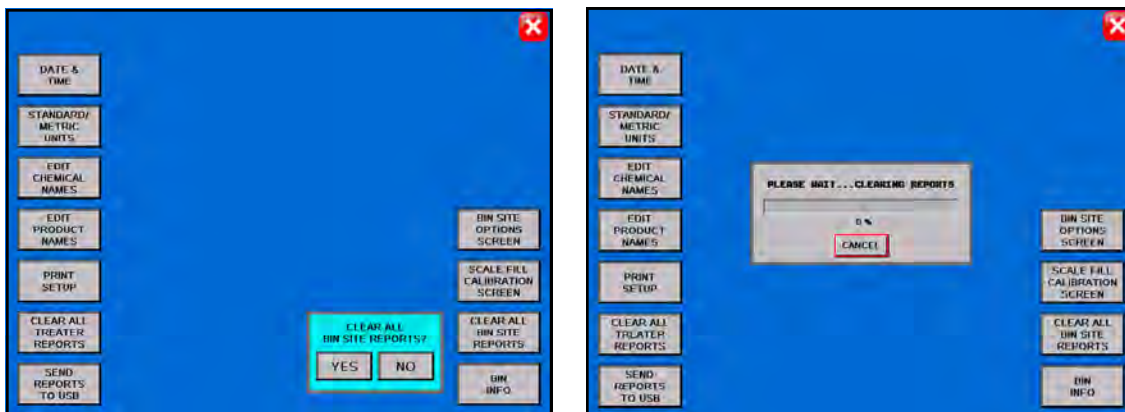 DATE &
TIME
STANDARD/
METRIC
UNITS
EDIT
CHEMICAL
NAMES
EDIT
PRODUCT
NAMES
PRINT
SETUP
CLEAR ALL
TREATER
REPORTS
SEND
REPORTS
TO USB
CLEAR ALL
BIN SITE REPORTS?
YES
NO
BIN SITE
OPTIONS
SCREEN
SCALE FILL
CALIBRATION
SCREEN
CLEAR ALL
BIN SITE
REPORTS
BIN
INFO
DATE &
TIME
STANDARD/
METRIC
UNITS
EDIT
CHEMICAL
NAMES
EDIT
PRODUCT
NAMES
PRINT
SETUP
CLEAR ALL
TREATER
REPORTS
SEND
REPORTS
TO USB
PLEASE WAIT...CLEARING REPORTS
0 %
CANCEL
BIN SITE
OPTIONS
SCREEN
SCALE FILL
CALIBRATION
SCREEN
CLEAR ALL
BIN SITE
REPORTS
BIN
INFO